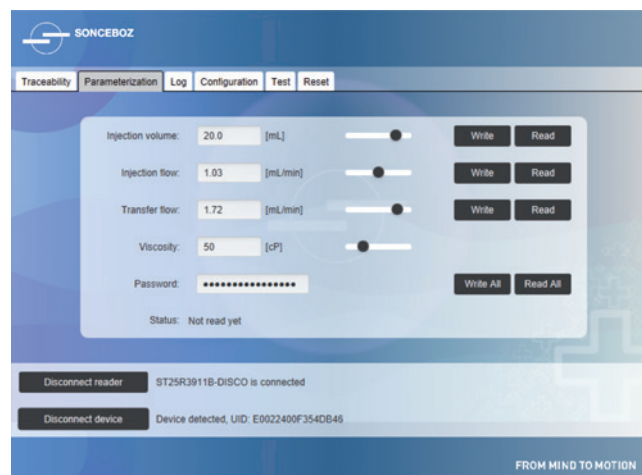 SONCEBOZ
Traceability Parameterization Log Configuration Test Reset
Injection volume: 20.0 [mL] Write Read
Injection flow: 1.03 [mL/min] Write Read
Transfer flow: 1.72 [mL/min] Write Read
Viscosity: 50 [cP]
Password: •••••••••••••••• Write All Read All
Status: Not read yet
Disconnect reader ST25R3911B-DISCO is connected
Disconnect device Device detected, UID: E0022400F354DB46
FROM MIND TO MOTION